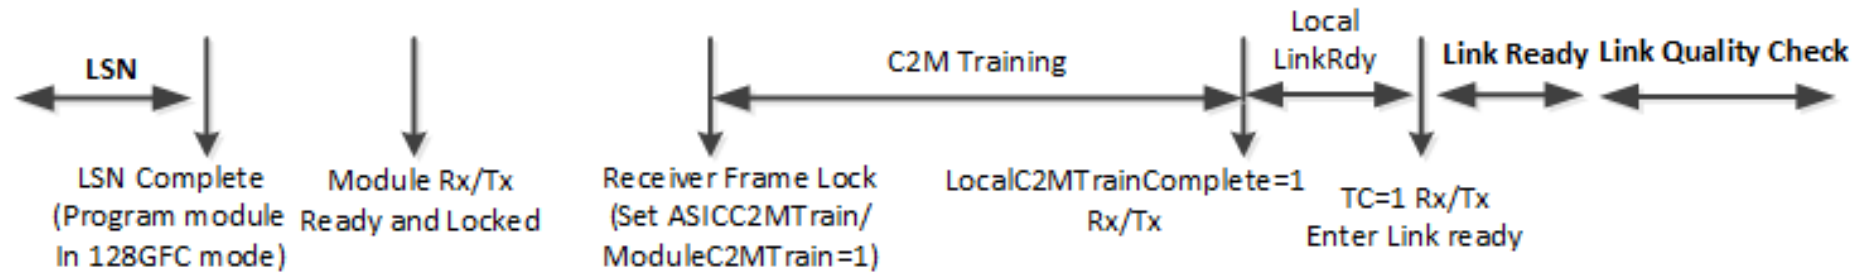 LSN
C2M Training
Local
LinkRdy
Link Ready
Link Quality Check
LSN Complete
(Program module
In 128GFC mode)
Module Rx/Tx
Ready and Locked
Receiver Frame Lock
(Set ASICC2MTrain/
ModuleC2MTrain=1)
LocalC2MTrainComplete=1
Rx/Tx
TC=1 Rx/Tx
Enter Link ready